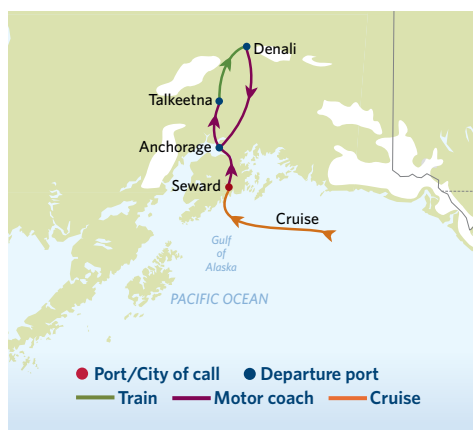 Denali
Talkeetna
Anchorage
Seward
Cruise
Gulf
of
Alaska
PACIFIC OCEAN
Port/City of call Departure port
Train Motor coach Cruise